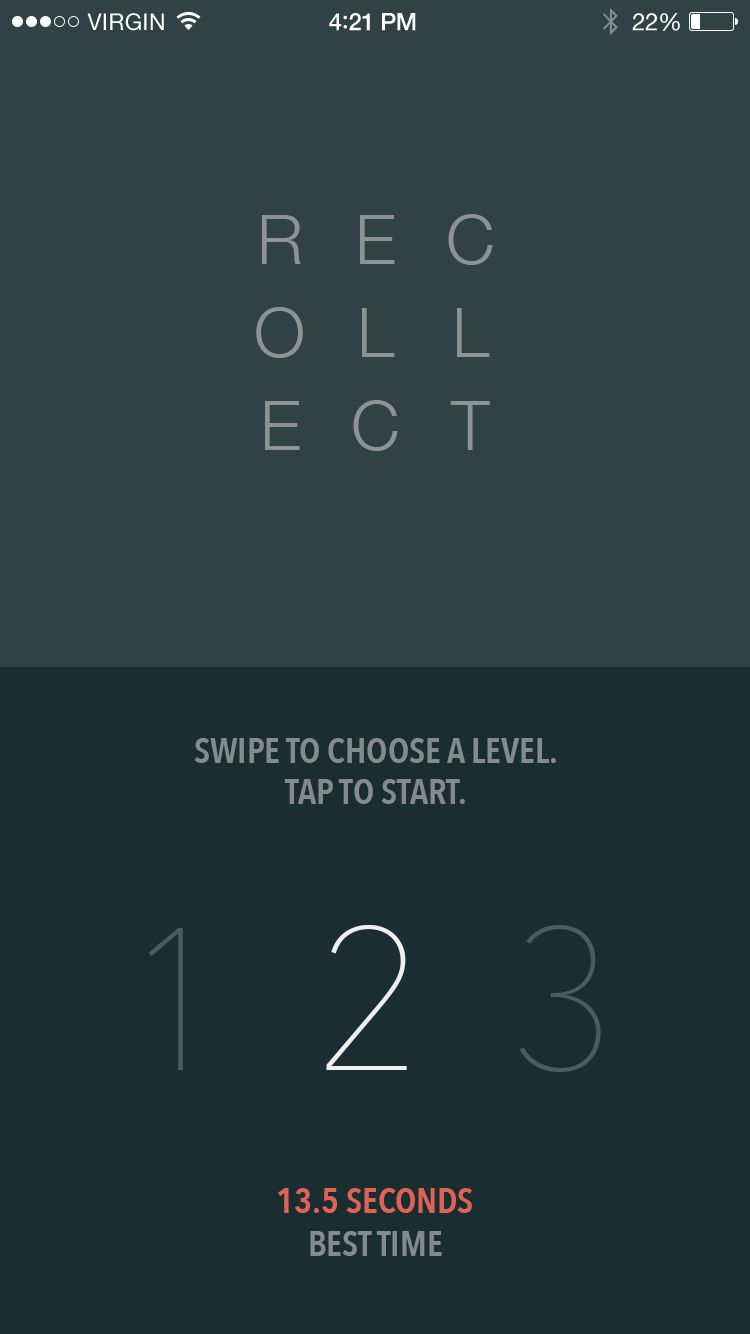 VIRGIN 4:21 PM 22%
R E C
O L L
E C T
SWIPE TO CHOOSE A LEVEL.
TAP TO START.
1 2 3
13.5 SECONDS
BEST TIME